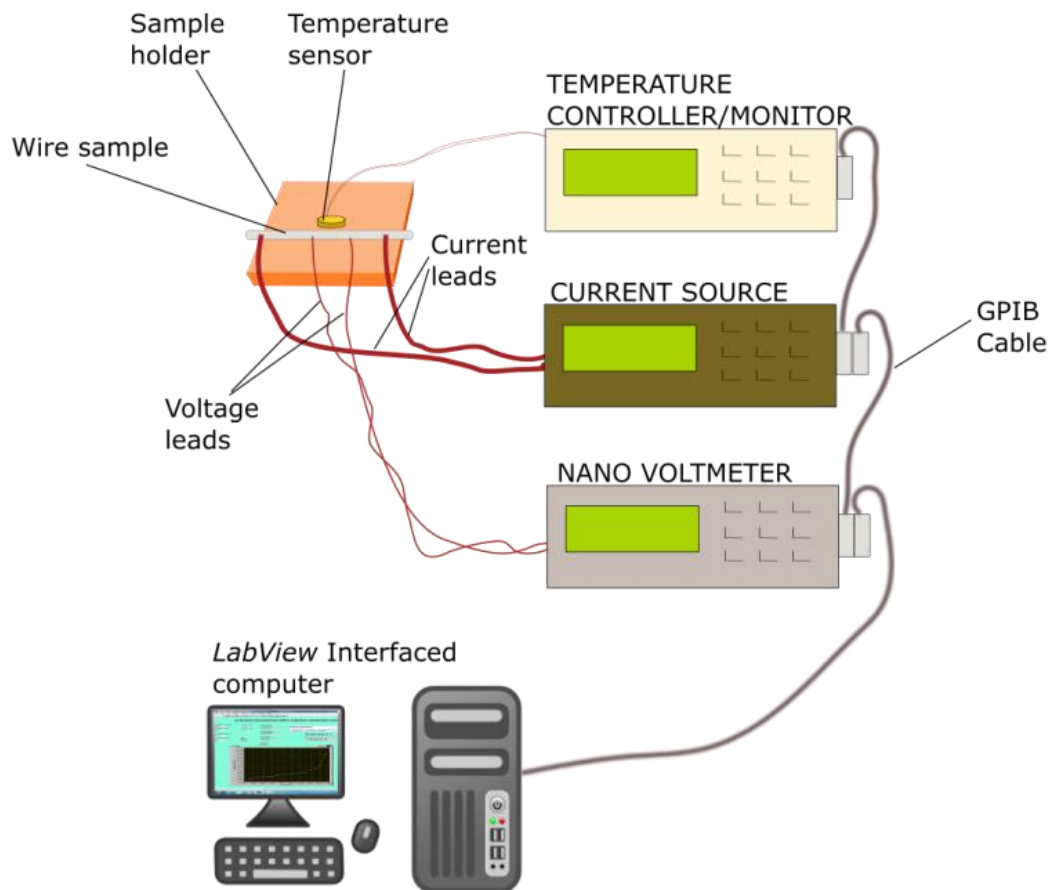 Sample
holder
Temperature
sensor
Wire sample
TEMPERATURE
CONTROLLER/MONITOR
Current
leads
CURRENT SOURCE
GPIB
Cable
Voltage
leads
NANO VOLTMETER
LabView Interfaced
computer